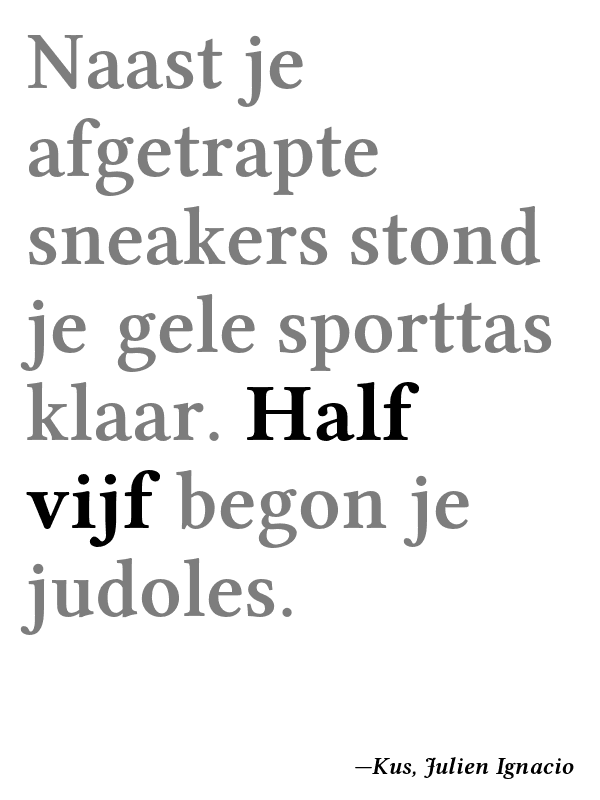 Naast je
afgetrapte
sneakers stond
je gele sporttas
klaar. Half
vijf begon je
judoles.
—Kus, Julien Ignacio